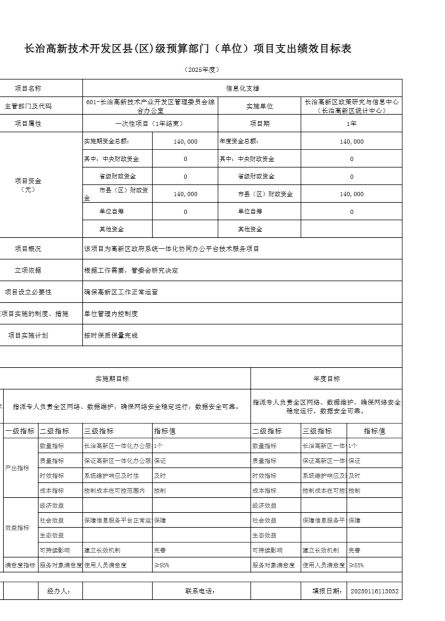 长治高新技术开发区县(区)级预算部门(单位)项目支出绩效目标表
(2025年度)
项目名称 信息化支撑
主管部门及代码 601-长治高新技术产业开发区管理委员会综合办公室 实施单位 长治高新区政策研究与信息中心(长治高新区统计中心)
项目属性 一次性项目(1年结束) 项目期 1年
项目资金(元) 实施期资金总额: 140,000 年度资金总额: 140,000
其中:中央财政资金 0 其中:中央财政资金 0
省级财政资金 0 省级财政资金 0
市县(区)财政资金 140,000 市县(区)财政资金 140,000
单位自筹 0 单位自筹 0
其他资金 其他资金
项目概况 该项目为高新区政府系统一体化协同办公平台技术服务项目
立项依据 根据工作需要,管委会研究决定
项目设立必要性 确保高新区工作正常运营
项目实施的制度、措施 单位管理内控制度
项目实施计划 按时保质保量完成
实施期目标 年度目标
指派专人负责全区网络、数据维护,确保网络安全稳定运行,数据安全可靠。 指派专人负责全区网络、数据维护,确保网络安全稳定运行,数据安全可靠。
一级指标 二级指标 三级指标 指标值 二级指标 三级指标 指标值
产出指标 数量指标 长治高新区一体化办公服 1个 数量指标 长治高新区一体 1个
质量指标 保证高新区一体化办公服 保证 质量指标 保证高新区一体 保证
时效指标 系统维护响应及时性 及时 时效指标 系统维护响应及 及时
成本指标 控制成本在可控范围内 控制 成本指标 控制成本在可控 控制
效益指标 经济效益 经济效益
社会效益 保障信息服务平台正常运 保障 社会效益 保障信息服务平 保障
生态效益 生态效益
可持续影响 建立长效机制 完善 可持续影响 建立长效机制 完善
满意度指标 服务对象满意度 使用人员满意度 ≥85% 服务对象满意度 使用人员满意度 ≥85%
经办人: 联系电话: 填报日期: 20250116113052